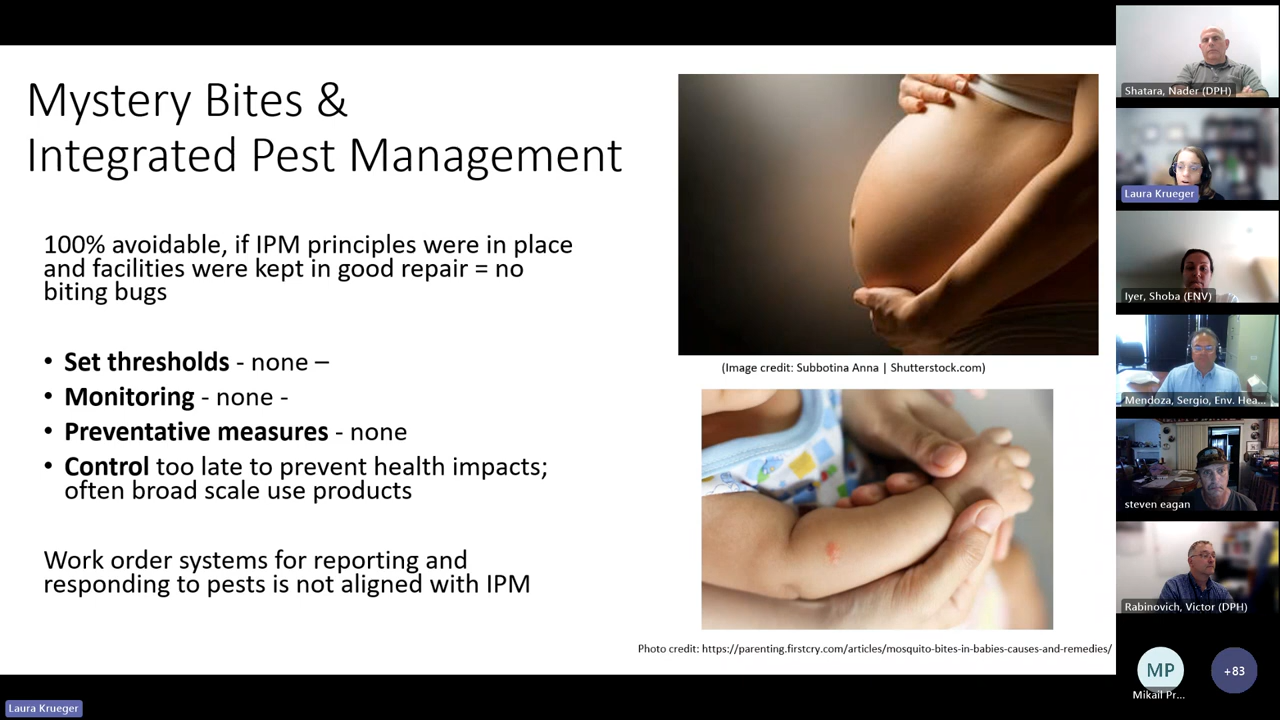 Mystery Bites &
Integrated Pest Management
100% avoidable, if IPM principles were in place
and facilities were kept in good repair = no
biting bugs
• Set thresholds - none –
• Monitoring - none -
• Preventative measures - none
• Control too late to prevent health impacts;
often broad scale use products
Work order systems for reporting and
responding to pests is not aligned with IPM
(Image credit: Subbotina Anna | Shutterstock.com)
Photo credit: https://parenting.firstcry.com/articles/mosquito-bites-in-babies-causes-and-remedies/
Shatara, Nader (DPH)
Laura Krueger
Iyer, Shoba (ENV)
Mendoza, Sergio, Env. Hea...
steven eagan
Rabinovich, Victor (DPH)
MP
+83
Mikail Pr...
Laura Krueger